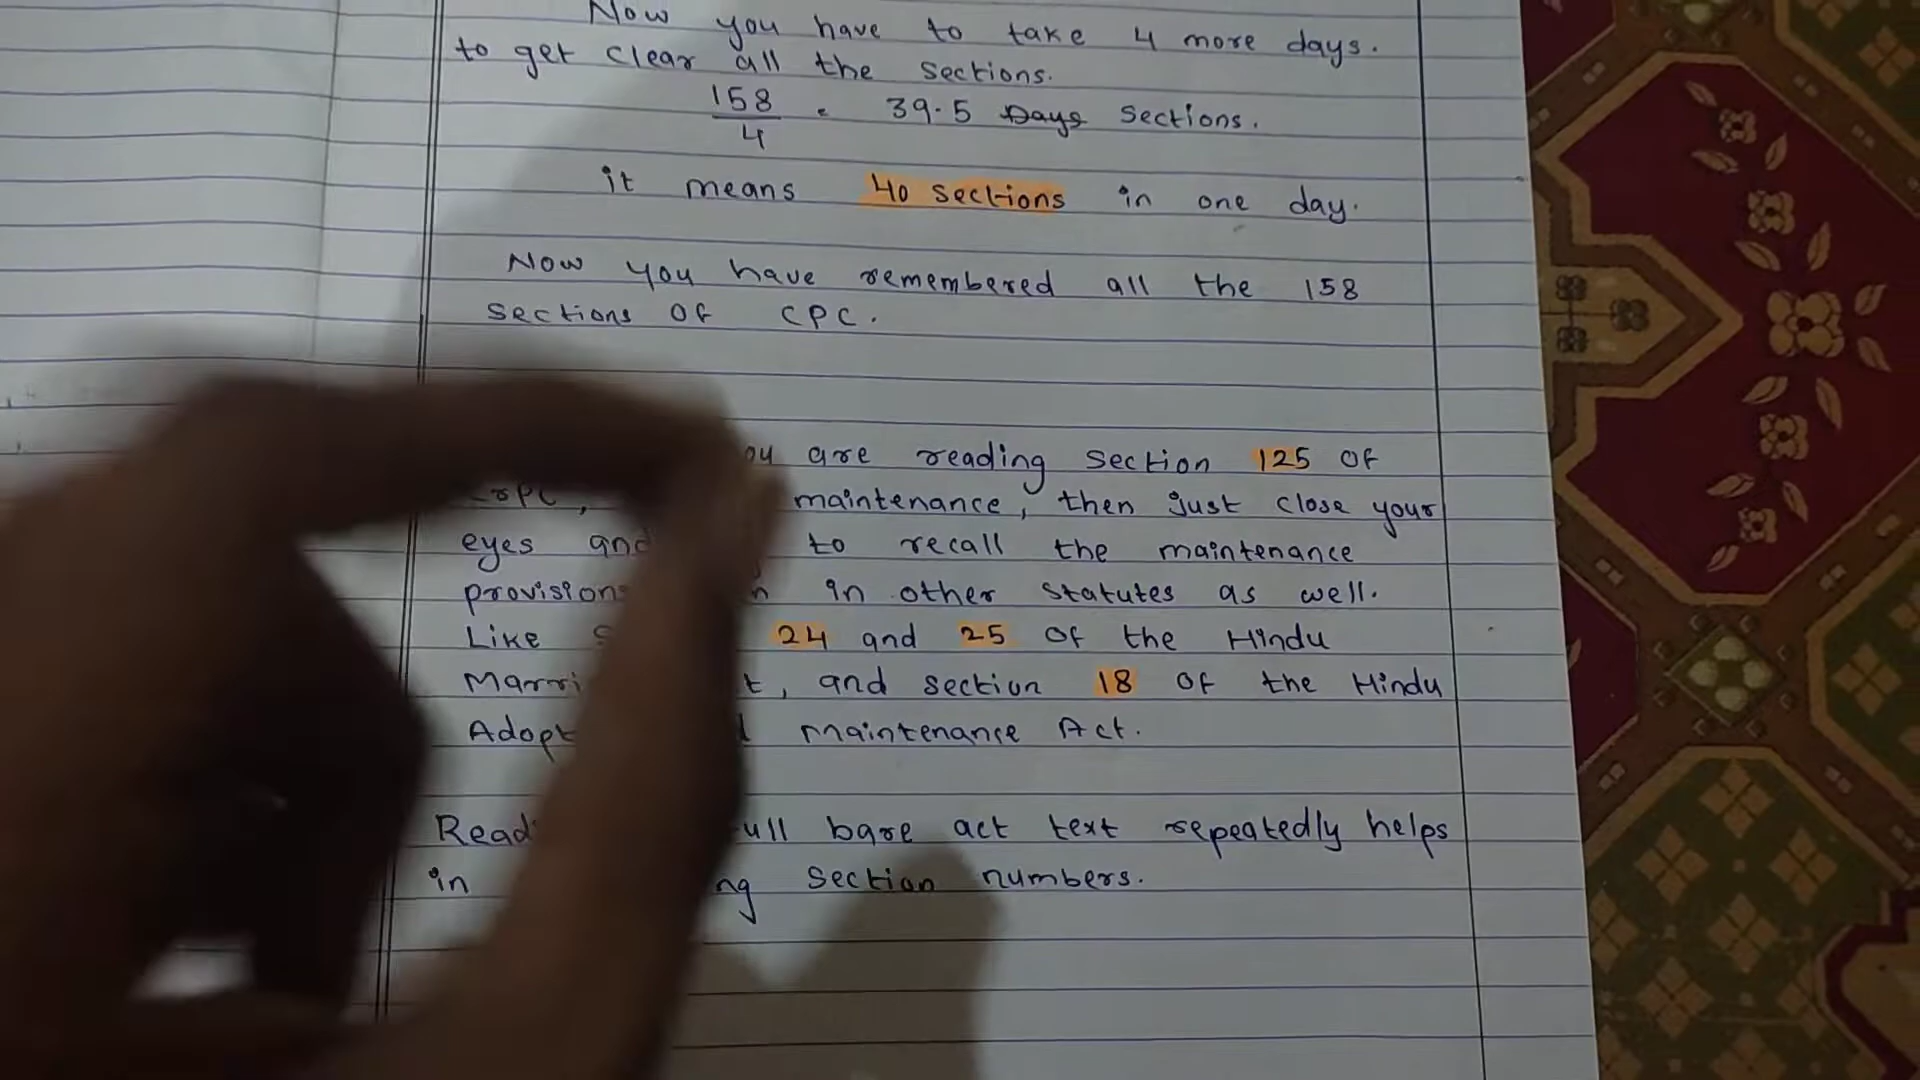 Now you have to take 4 more days.
to get clear all the sections.
158
4
= 39.5 Days sections.
it means 40 sections in one day.
Now you have remembered all the 158
sections of CPC.
are reading section 125 of
CrPC, maintenance, then just close your
eyes and to recall the maintenance
in other statutes as well.
Like 24 and 25 of the Hindu
and section 18 of the Hindu
maintenance Act.
bare act text repeatedly helps
in section numbers.